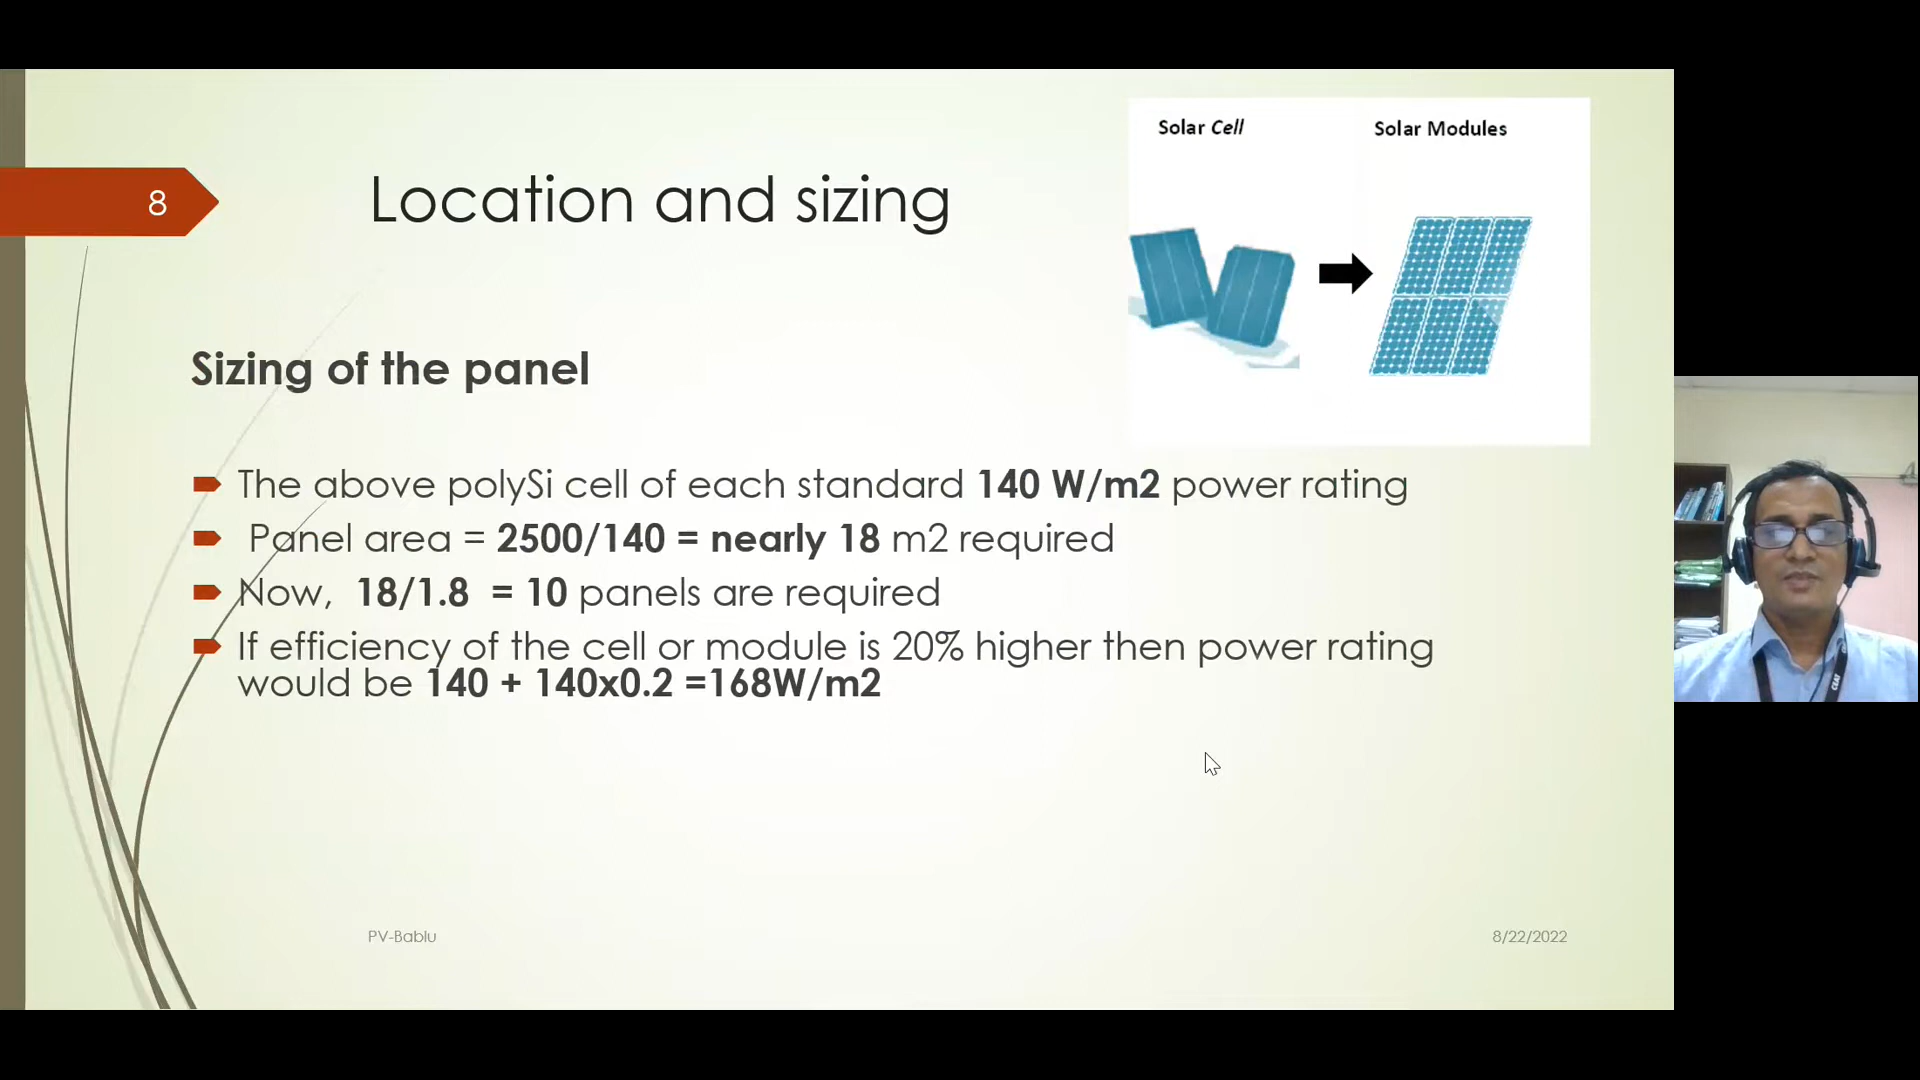 Solar Cell
Solar Modules
8
Location and sizing
Sizing of the panel
The above polySi cell of each standard 140 W/m2 power rating
Panel area = 2500/140 = nearly 18 m2 required
Now, 18/1.8 = 10 panels are required
If efficiency of the cell or module is 20% higher then power rating
would be 140 + 140x0.2 =168W/m2
PV-Bablu
8/22/2022